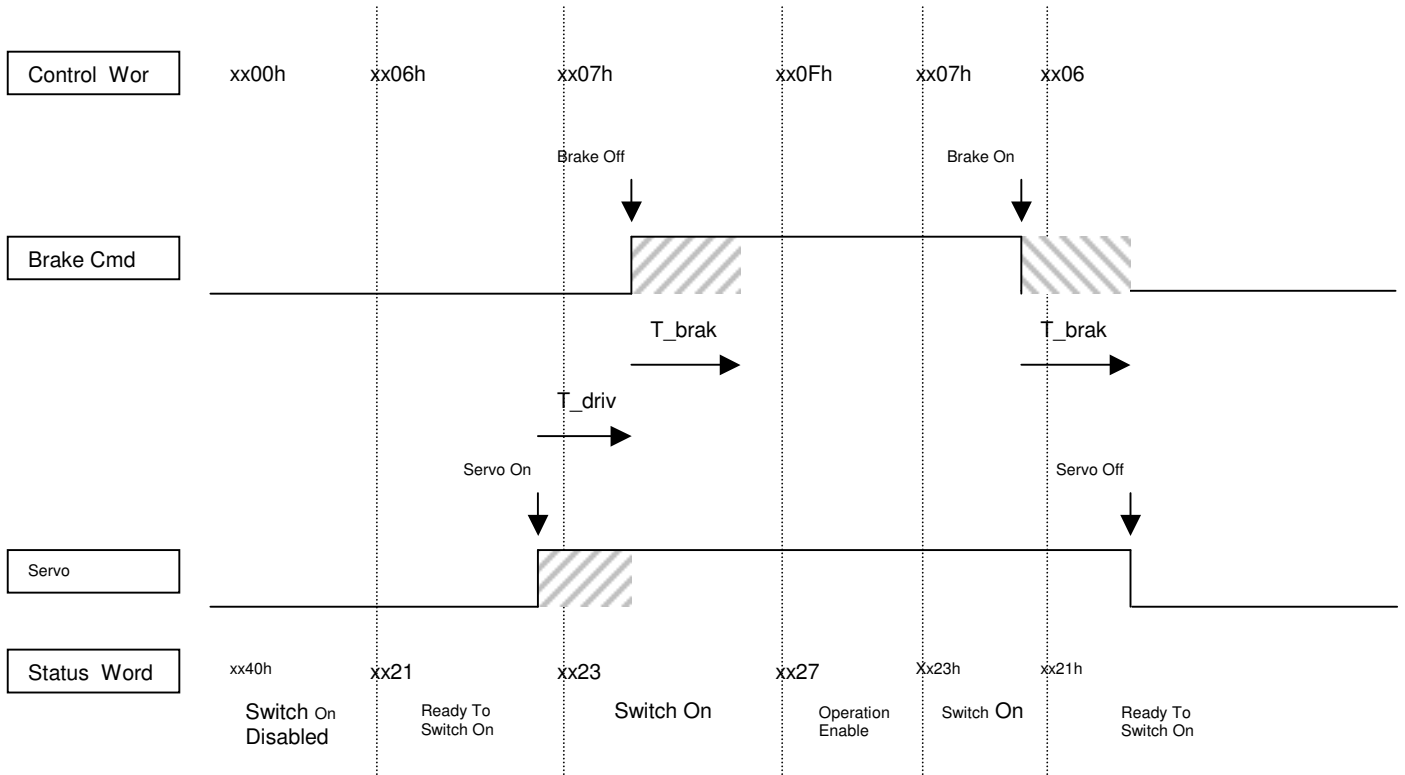 Control Wor
xx00h xx06h xx07h xx0Fh xx07h xx06
Brake Off Brake On
Brake Cmd
T_brak T_brak
T_driv
Servo On Servo Off
Servo
Status Word
xx40h xx21 xx23 xx27 Xx23h xx21h
Switch On Ready To Switch On Operation Switch On Ready To
Disabled Switch On Enable Switch On